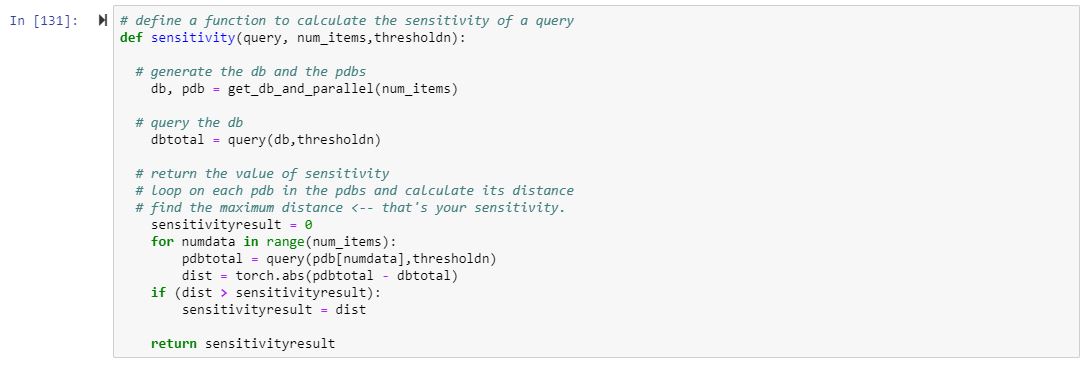 In [131]:
# define a function to calculate the sensitivity of a query
def sensitivity(query, num_items,thresholdn):

  # generate the db and the pdbs
    db, pdb = get_db_and_parallel(num_items)

  # query the db
    dbtotal = query(db,thresholdn)

  # return the value of sensitivity
  # loop on each pdb in the pdbs and calculate its distance
  # find the maximum distance <-- that's your sensitivity.
    sensitivityresult = 0
    for numdata in range(num_items):
        pdbtotal = query(pdb[numdata],thresholdn)
        dist = torch.abs(pdbtotal - dbtotal)
    if (dist > sensitivityresult):
        sensitivityresult = dist

    return sensitivityresult